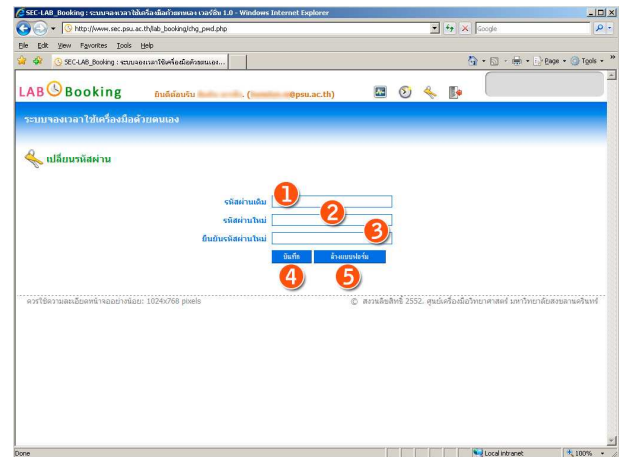 SEC-LAB_Booking : ระบบจองเวลาใช้เครื่องมือด้วยตนเอง เวอร์ชัน 1.0 - Windows Internet Explorer
http://www.sec.psu.ac.th/lab_booking/chg_pwd.php
Google
File Edit View Favorites Tools Help
SEC-LAB_Booking : ระบบจองเวลาใช้เครื่องมือด้วยตนเอง...
Page Tools
LAB Booking
ยินดีต้อนรับ (@psu.ac.th)
ระบบจองเวลาใช้เครื่องมือด้วยตนเอง
เปลี่ยนรหัสผ่าน
รหัสผ่านเดิม 1
รหัสผ่านใหม่ 2
ยืนยันรหัสผ่านใหม่ 3
บันทึก ล้างแบบฟอร์ม
4 5
ควรใช้ความละเอียดหน้าจออย่างน้อย: 1024x768 pixels
© สงวนลิขสิทธิ์ 2552. ศูนย์เครื่องมือวิทยาศาสตร์ มหาวิทยาลัยสงขลานครินทร์
Done
Local intranet
100%